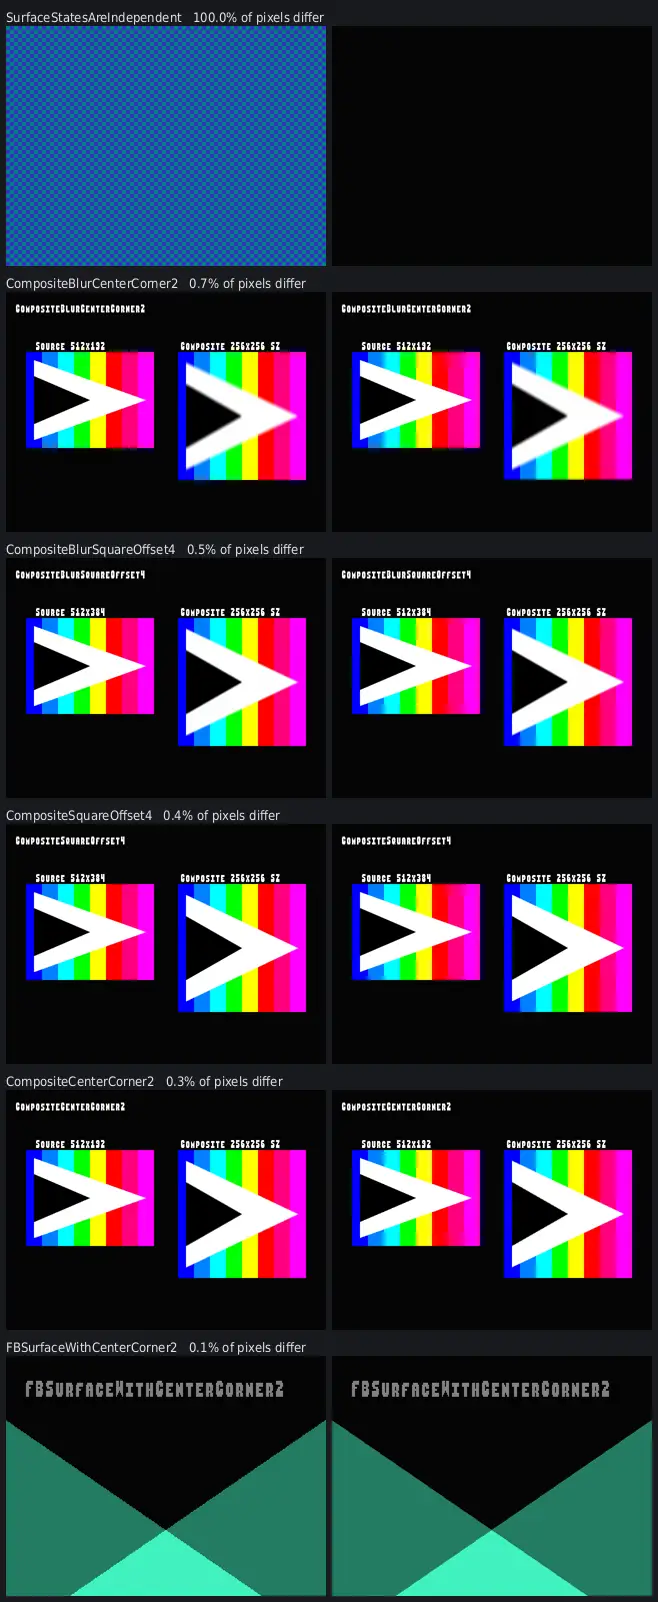 SurfaceStatesAreIndependent 100.0% of pixels differ
CompositeBlurCenterCorner2 0.7% of pixels differ
CompositeBlurCenterCorner2
CompositeBlurCenterCorner2
Source 512x192
Composite 256x256 SZ
Source 512x192
Composite 256x256 SZ
CompositeBlurSquareOffset4 0.5% of pixels differ
CompositeBlurSquareOffset4
CompositeBlurSquareOffset4
Source 512x384
Composite 256x256 SZ
Source 512x384
Composite 256x256 SZ
CompositeSquareOffset4 0.4% of pixels differ
CompositeSquareOffset4
CompositeSquareOffset4
Source 512x384
Composite 256x256 SZ
Source 512x384
Composite 256x256 SZ
CompositeCenterCorner2 0.3% of pixels differ
CompositeCenterCorner2
CompositeCenterCorner2
Source 512x192
Composite 256x256 SZ
Source 512x192
Composite 256x256 SZ
FBSurfaceWithCenterCorner2 0.1% of pixels differ
FBSurfaceWithCenterCorner2
FBSurfaceWithCenterCorner2